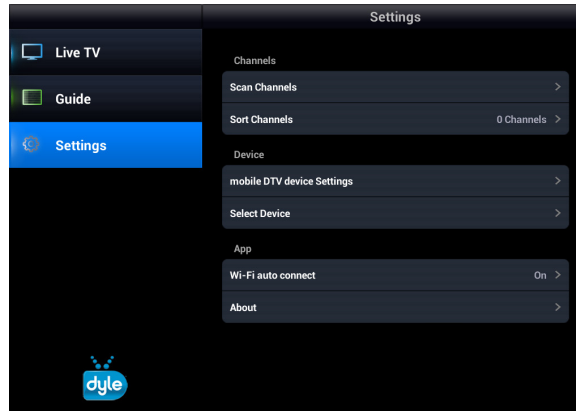 Settings
Live TV
Guide
Settings
Channels
Scan Channels
Sort Channels 0 Channels
Device
mobile DTV device Settings
Select Device
App
Wi-Fi auto connect On
About
dyle